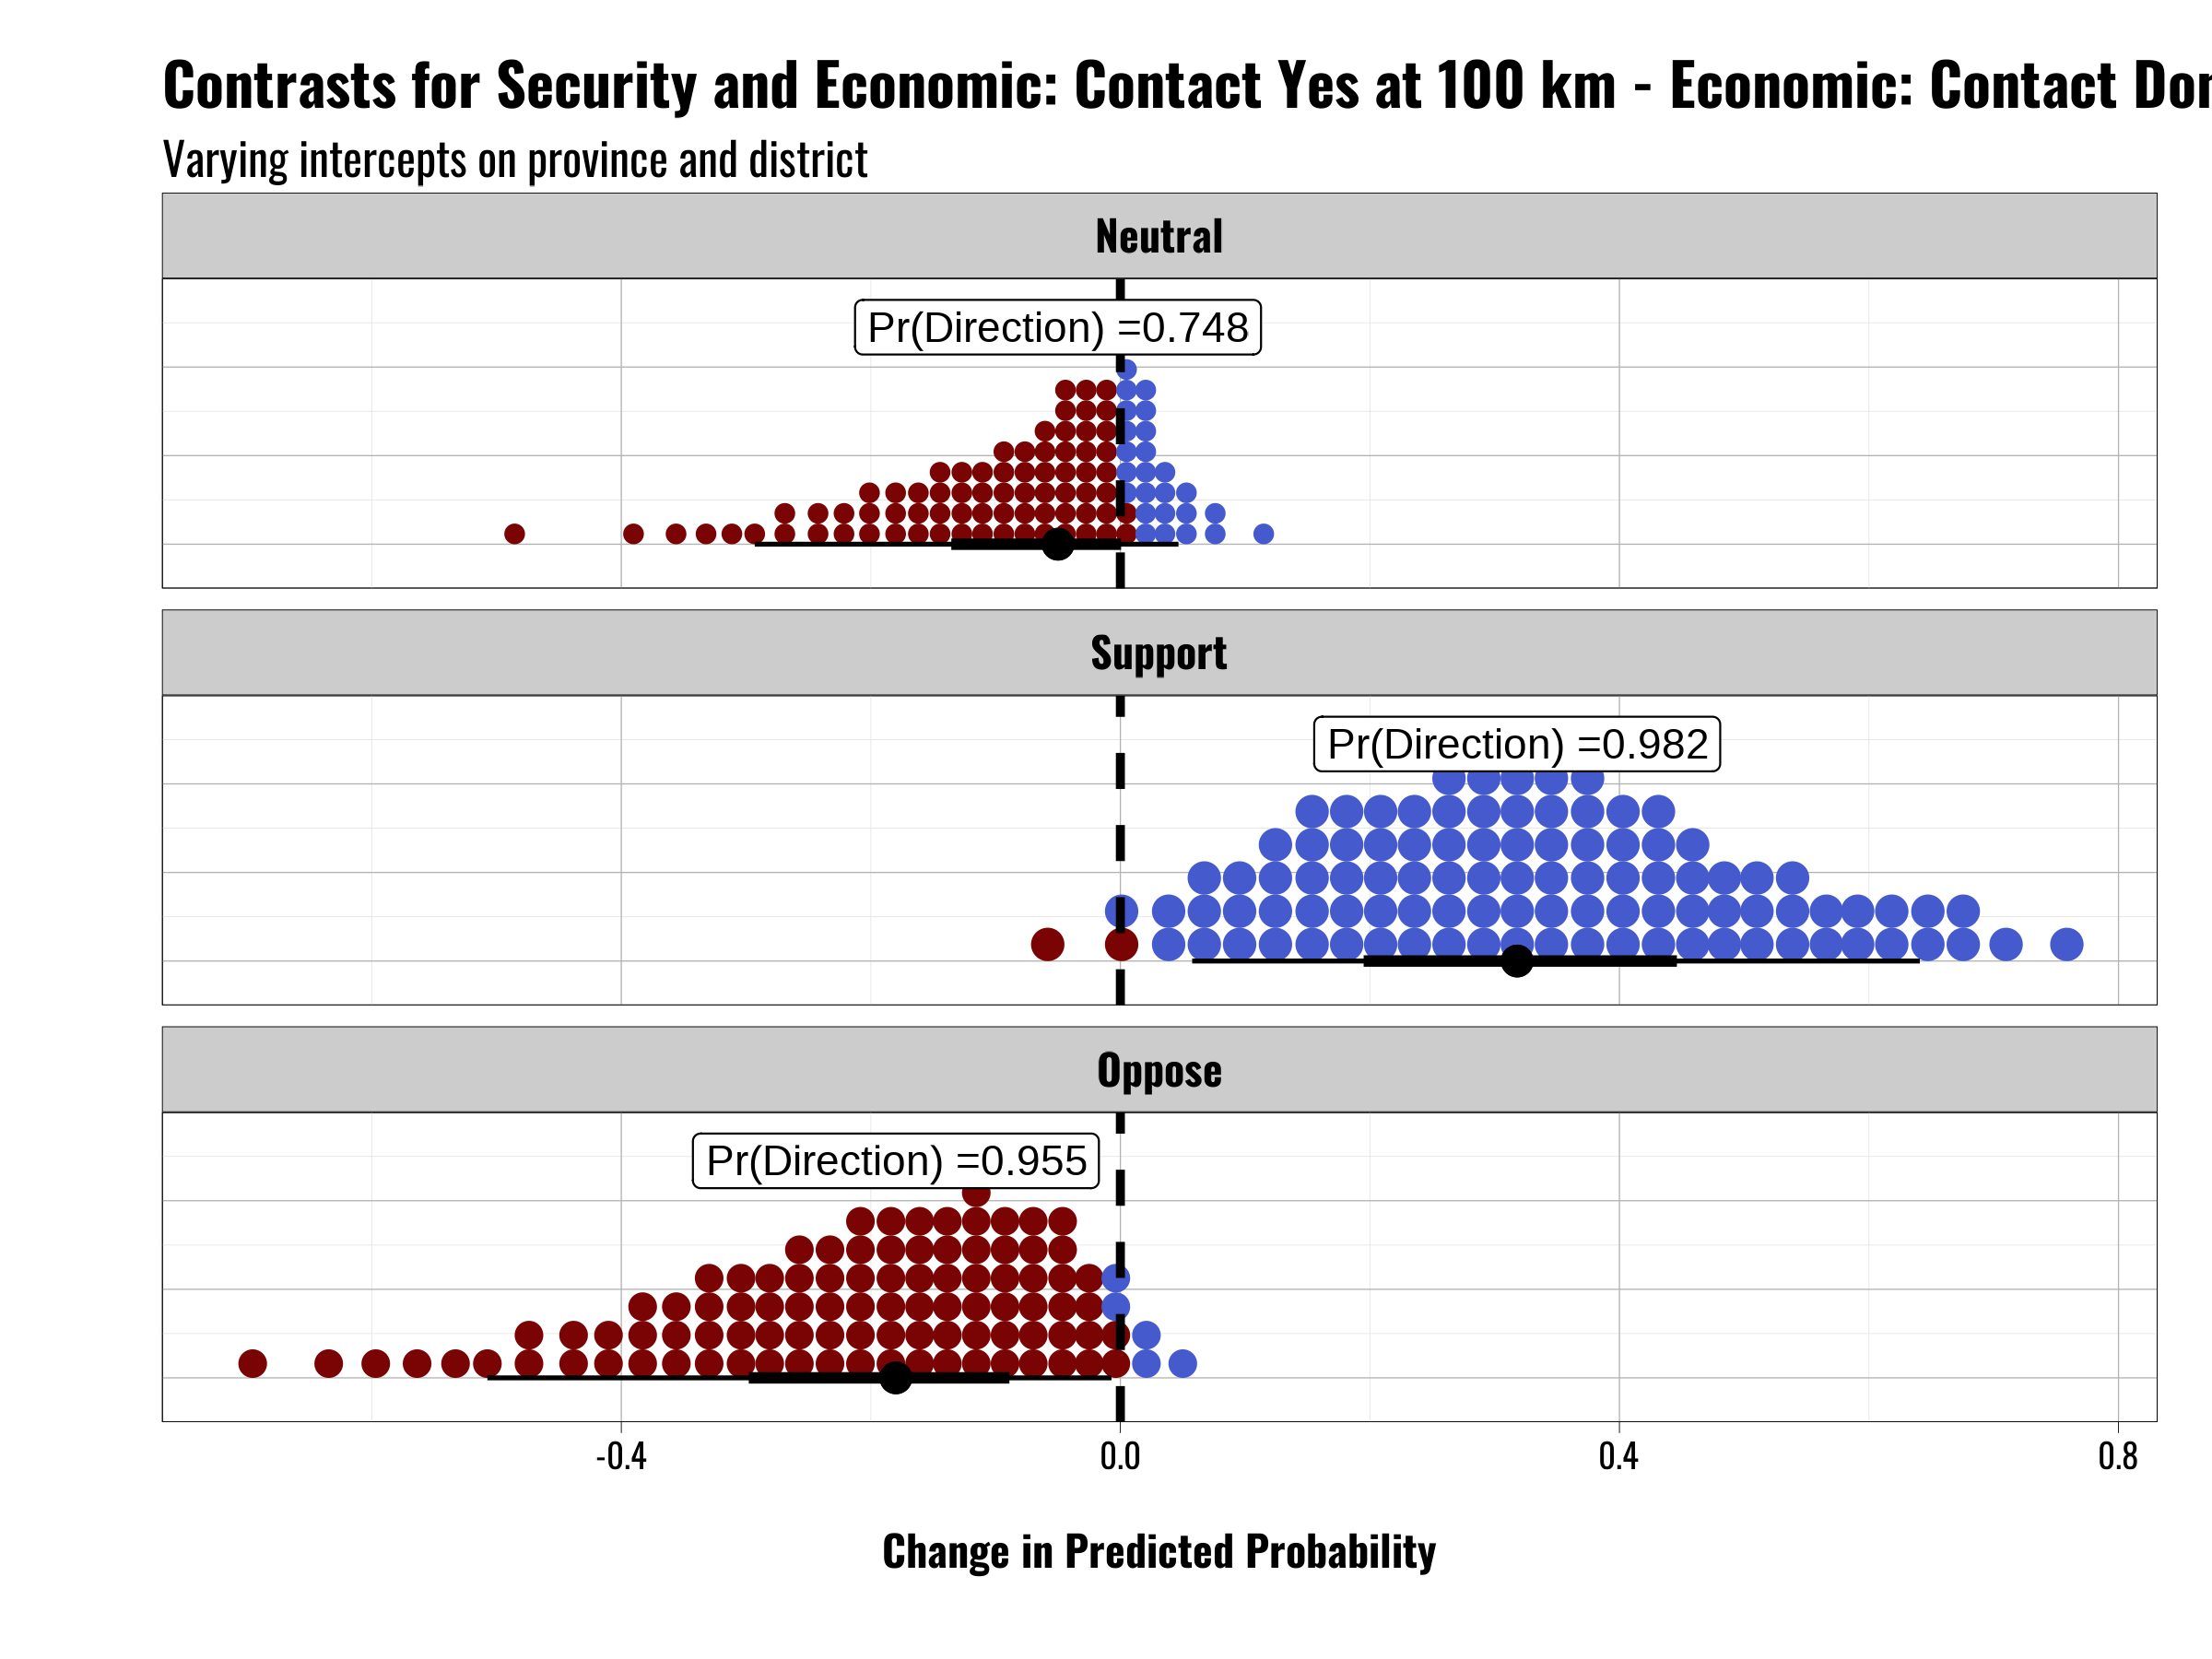 Contrasts for Security and Economic: Contact Yes at 100 km - Economic: Contact
Varying intercepts on province and district
Neutral
Pr(Direction) =0.748
Support
Pr(Direction) =0.982
Oppose
Pr(Direction) =0.955
-0.4 0.0 0.4 0.8
Change in Predicted Probability